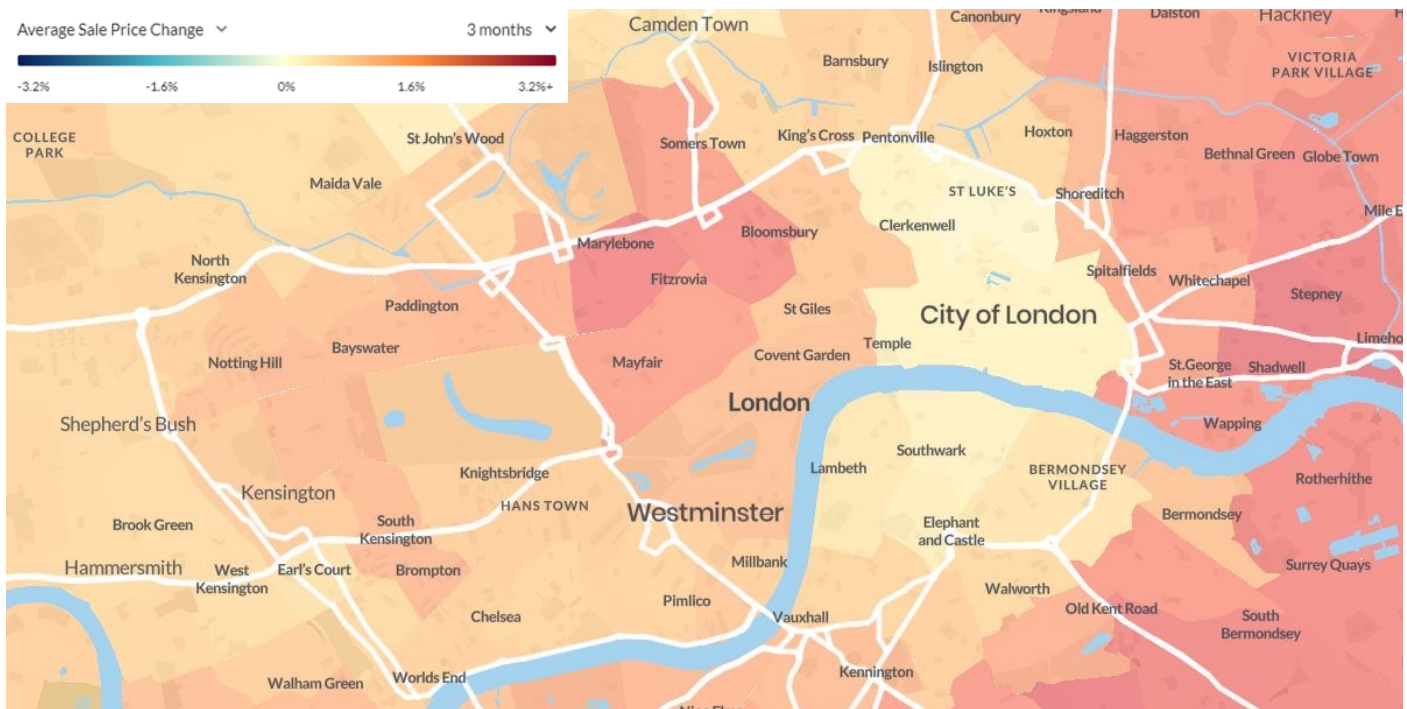 Average Sale Price Change
3 months
-3.2%
-1.6%
0%
1.6%
3.2%+
Camden Town
Canonbury
Dalston
Hackney
Barnsbury
Islington
VICTORIA
PARK VILLAGE
COLLEGE
PARK
St John's Wood
Somers Town
King's Cross
Pentonville
Hoxton
Haggerston
Bethnal Green
Globe Town
Maida Vale
ST LUKE'S
Shoreditch
Clerkenwell
Marylebone
Bloomsbury
North
Kensington
Fitzrovia
Spitalfields
Whitechapel
Stepney
Paddington
St Giles
City of London
Bayswater
Notting Hill
Mayfair
Covent Garden
Temple
St.George
in the East
Shadwell
London
Shepherd's Bush
Wapping
Knightsbridge
Lambeth
Southwark
BERMONDSEY
VILLAGE
Rotherhithe
Kensington
HANS TOWN
Westminster
Brook Green
South
Kensington
Elephant
and Castle
Bermondsey
Hammersmith
West
Kensington
Earl's Court
Brompton
Millbank
Walworth
Surrey Quays
Pimlico
Chelsea
Vauxhall
Old Kent Road
South
Bermondsey
Worlds End
Walham Green
Kennington